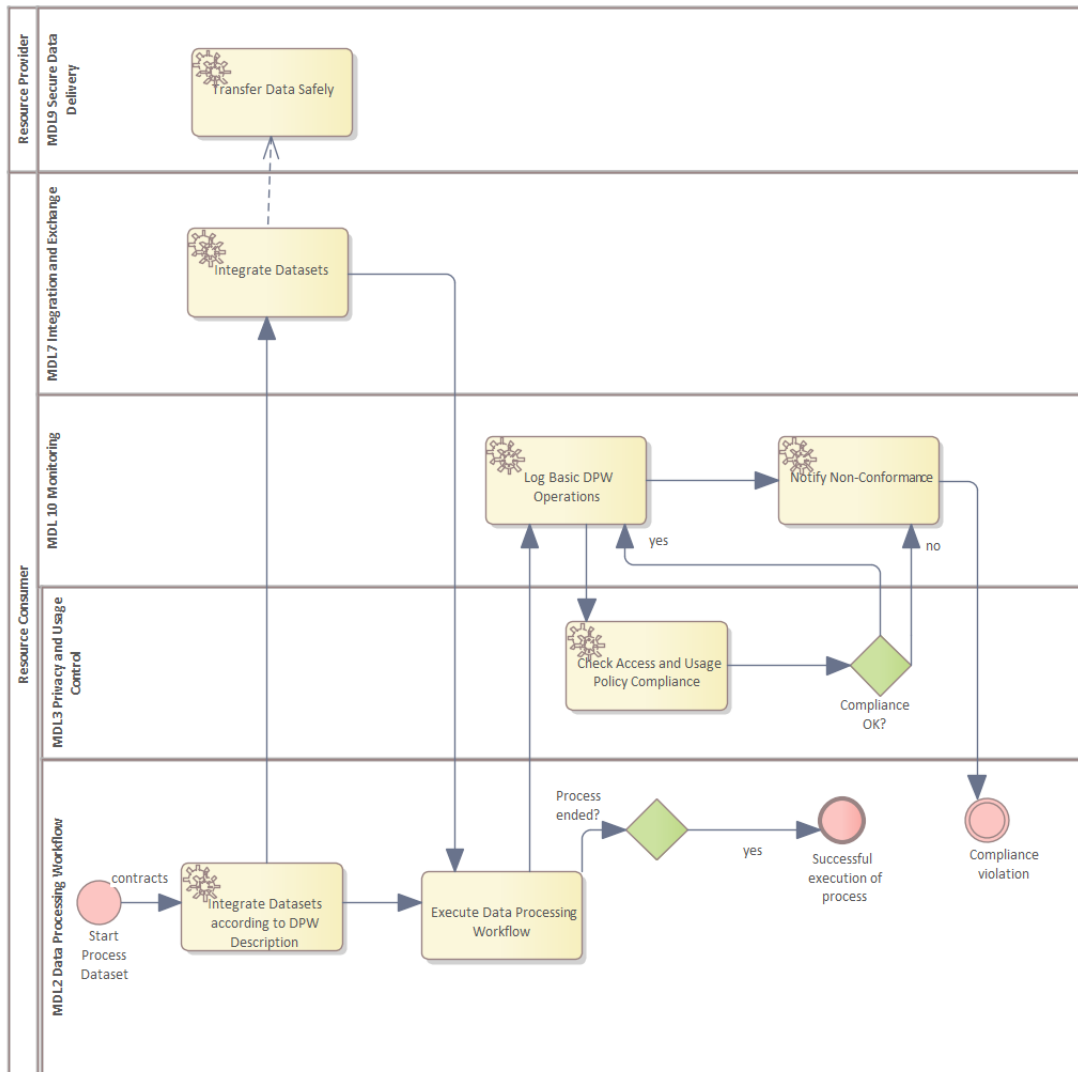 Resource Provider
MDL9 Secure Data
Delivery
Transfer Data Safely
Resource Consumer
MDL7 Integration and Exchange
Integrate Datasets
MDL 10 Monitoring
Log Basic DPW
Operations
Notify Non-Conformance
yes
no
MDL3 Privacy and Usage
Control
Check Access and Usage
Policy Compliance
Compliance
OK?
MDL2 Data Processing Workflow
Process
ended?
yes
Successful
execution of
process
Compliance
violation
contracts
Start
Process
Dataset
Integrate Datasets
according to DPW
Description
Execute Data Processing
Workflow